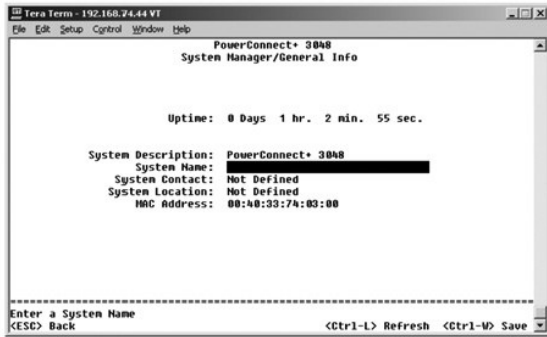 Tera Term - 192.168.74.44 VT
File Edit Setup Control Window Help
PowerConnect+ 3048
System Manager/General Info
Uptime: 0 Days 1 hr. 2 min. 55 sec.
System Description: PowerConnect+ 3048
System Name:
System Contact: Not Defined
System Location: Not Defined
MAC Address: 00:40:33:74:03:00
Enter a System Name
<ESC> Back <Ctrl-L> Refresh <Ctrl-W> Save